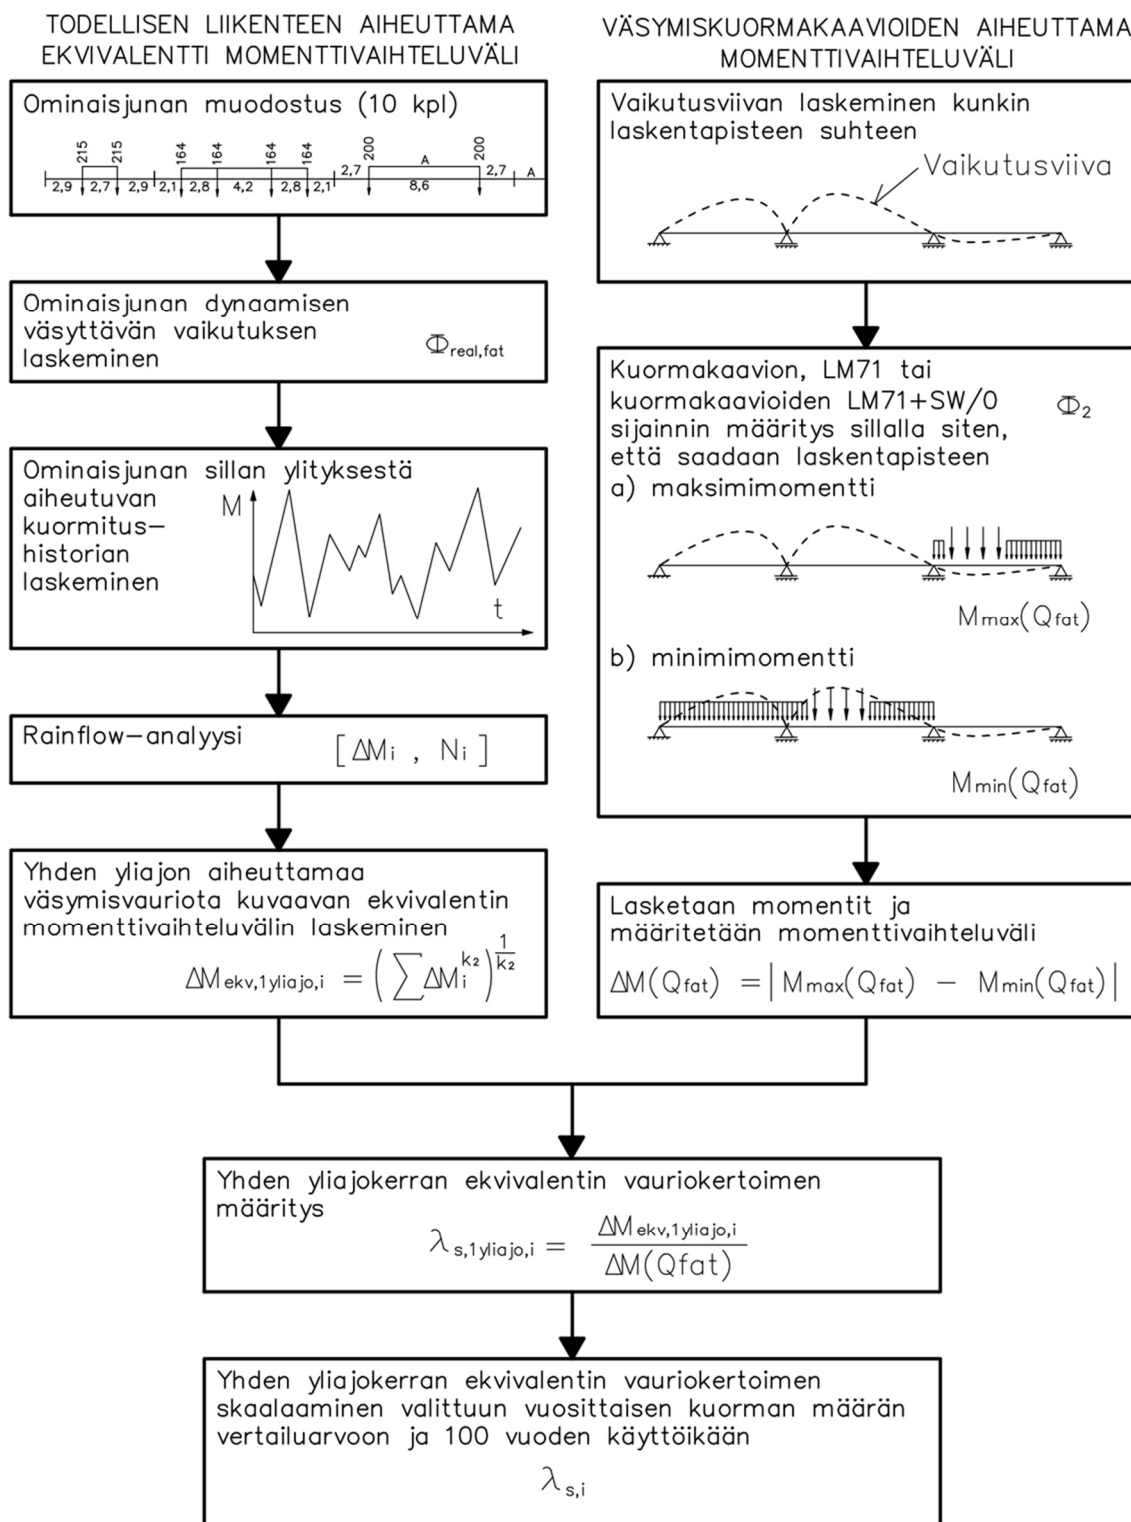 TODELLISEN LIIKENTEEN AIHEUTTAMA
EKVIVALENTTI MOMENTTIVAIHTELUVÄLI
Ominaisjunan muodostus (10 kpl)
215 215 164 164 164 164 200 A 200
2,9 2,7 2,9 2,1 2,8 4,2 2,8 2,1 2,7 8,6 2,7 A
Ominaisjunan dynaamisen
väsyttävän vaikutuksen
laskeminen
Φreal,fat
Ominaisjunan sillan ylityksestä
aiheutuvan
kuormitus–
historian
laskeminen
M
t
Rainflow–analyysi
[ΔMi , Ni]
Yhden yliajon aiheuttamaa
väsymisvauriota kuvaavan ekvivalentin
momenttivaihteluvälin laskeminen
ΔMekv,1yliajo,i = (∑ΔMi^k₂)^(1/k₂)
VÄSYMISKUORMAKAAVIOIDEN AIHEUTTAMA
MOMENTTIVAIHTELUVÄLI
Vaikutusviivan laskeminen kunkin
laskentapisteen suhteen
Vaikutusviiva
Kuormakaavion, LM71 tai
kuormakaavioiden LM71+SW/0
Φ₂
sijainnin määritys sillalla siten,
että saadaan laskentapisteen
a) maksimimomentti
Mmax(Qfat)
b) minimimomentti
Mmin(Qfat)
Lasketaan momentit ja
määritetään momenttivaihteluväli
ΔM(Qfat) = |Mmax(Qfat) – Mmin(Qfat)|
Yhden yliajokerran ekvivalentin vauriokertoimen
määritys
λs,1yliajo,i = ΔMekv,1yliajo,i / ΔM(Qfat)
Yhden yliajokerran ekvivalentin vauriokertoimen
skaalaaminen valittuun vuosittaisen kuorman määrän
vertailuarvoon ja 100 vuoden käyttöikään
λs,i